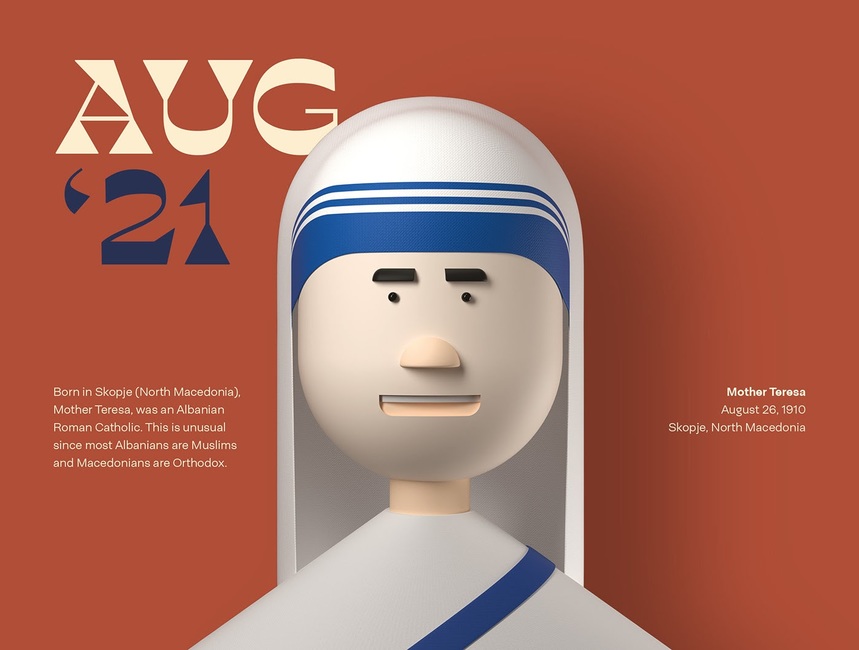 AUG
‘21
Born in Skopje (North Macedonia),
Mother Teresa, was an Albanian
Roman Catholic. This is unusual
since most Albanians are Muslims
and Macedonians are Orthodox.
Mother Teresa
August 26, 1910
Skopje, North Macedonia